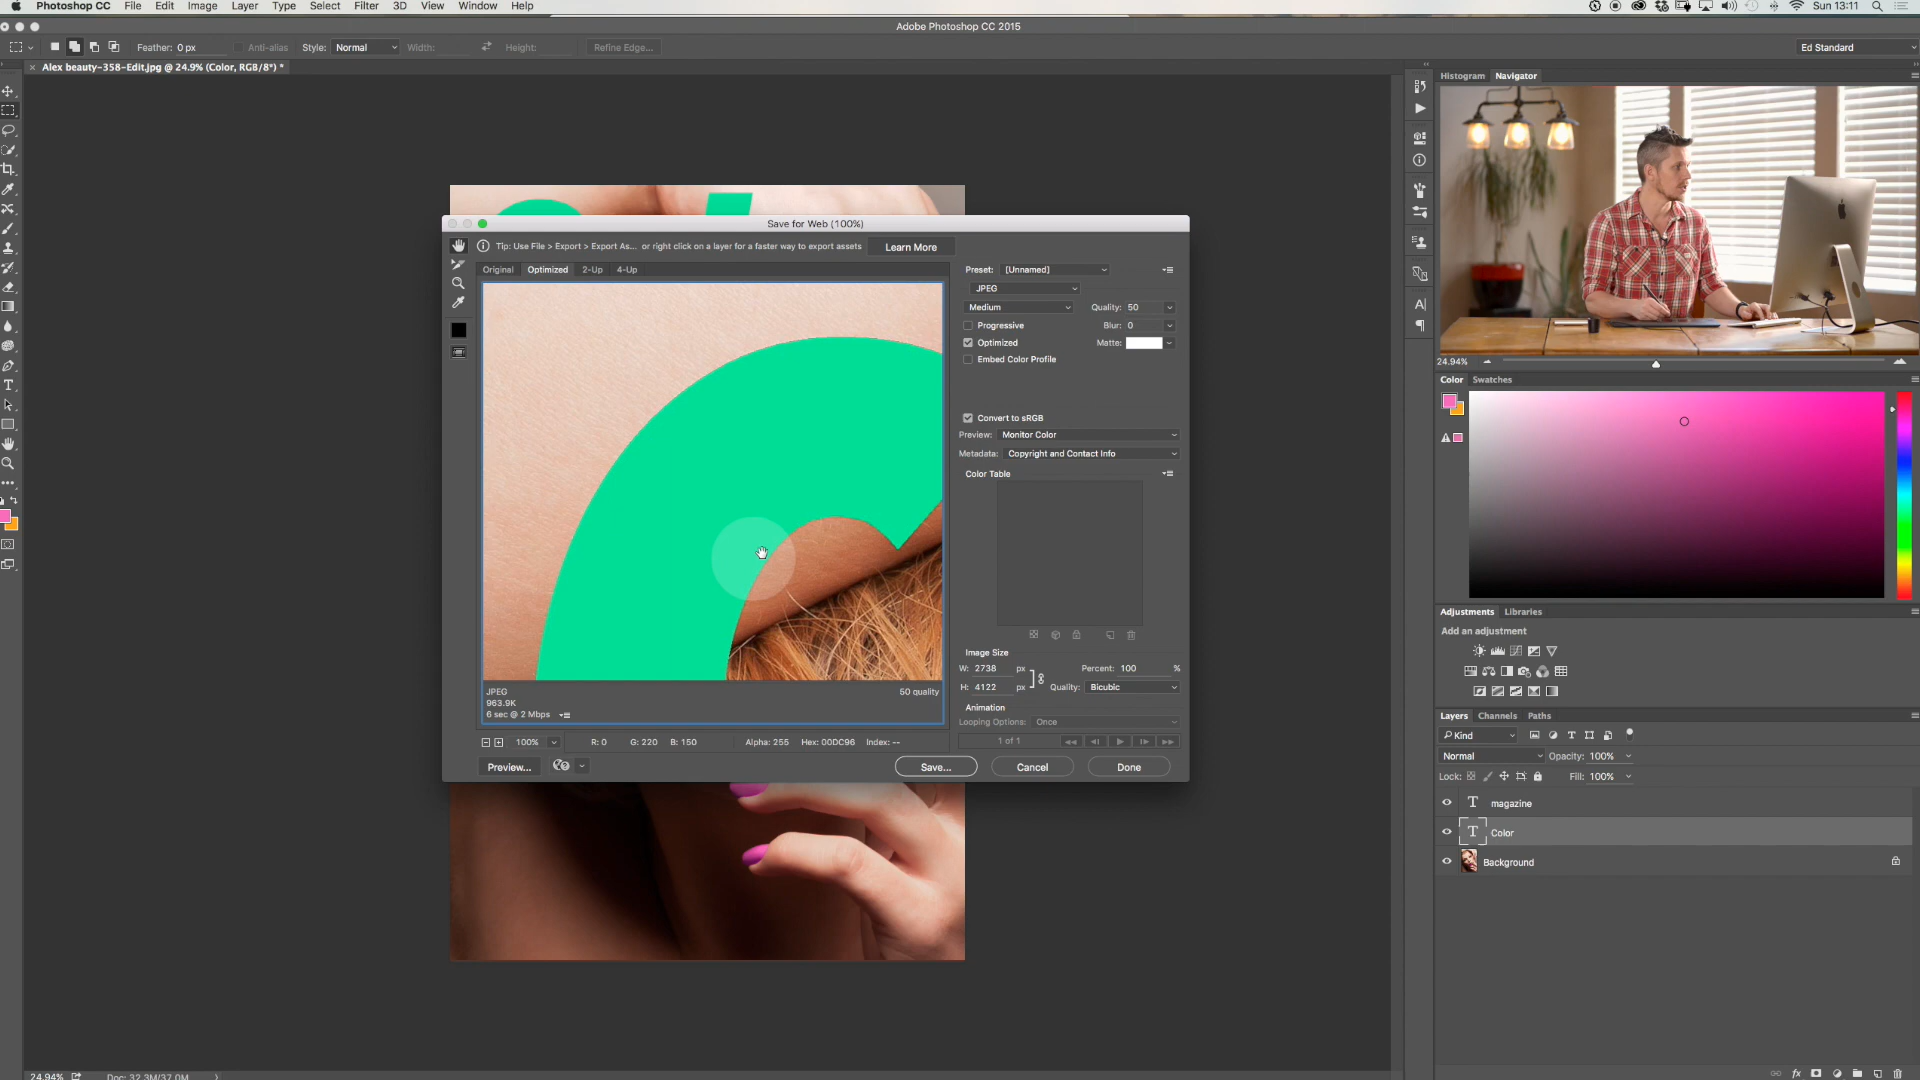 Photoshop CC File Edit Image Layer Type Select Filter 3D View Window Help Sun 13:11
Adobe Photoshop CC 2015
Feather: 0 px Anti-alias Style: Normal Width: Height: Refine Edge... Ed Standard
Alex beauty-358-Edit.jpg @ 24.9% (Color, RGB/8*) *
Histogram Navigator
Save for Web (100%)
Tip: Use File > Export > Export As... or right click on a layer for a faster way to export assets Learn More
Original Optimized 2-Up 4-Up
Preset: [Unnamed]
JPEG
Medium Quality: 50
Progressive Blur: 0
Optimized Matte:
Embed Color Profile
Convert to sRGB
Preview: Monitor Color
Metadata: Copyright and Contact Info
Color Table
Image Size
W: 2738 px Percent: 100 %
H: 4122 px Quality: Bicubic
Animation
Looping Options: Once
1 of 1
JPEG 50 quality
963.9K
6 sec @ 2 Mbps
100% R: 0 G: 220 B: 150 Alpha: 255 Hex: 00DC96 Index: --
Preview... Save... Cancel Done
24.94%
Color Swatches
Adjustments Libraries
Add an adjustment
Layers Channels Paths
Kind
Normal Opacity: 100%
Lock: Fill: 100%
T magazine
T Color
Background
24.94% Doc: 32.3M/37.0M